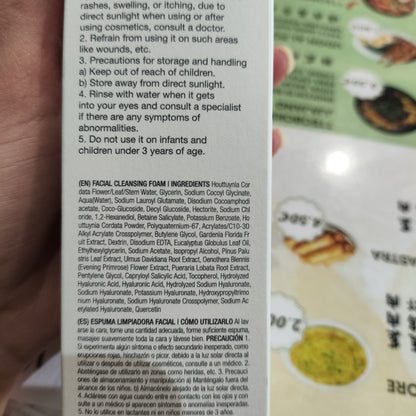 rashes, swelling, or itching, due to
direct sunlight when using or after
using cosmetics, consult a doctor.
2. Refrain from using it on such areas
like wounds, etc.
3. Precautions for storage and handling
a) Keep out of reach of children.
b) Store away from direct sunlight.
4. Rinse with water when it gets
into your eyes and consult a specialist
if there are any symptoms of
abnormalities.
5. Do not use it on infants and
children under 3 years of age.
(EN) FACIAL CLEANSING FOAM | INGREDIENTS Houttuynia Cor
data Flower/Leaf/Stem Water, Glycerin, Sodium Cocoyl Glycinate,
Aqua(Water), Sodium Lauroyl Glutamate, Disodium Cocoamphodi
acetate, Coco-Glucoside, Decyl Glucoside, Hectorite, Sodium Chl
oride, 1,2-Hexanediol, Betaine Salicylate, Potassium Benzoate, Ho
uttuynia Cordata Powder, Polyquaternium-67, Acrylates/C10-30
Alkyl Acrylate Crosspolymer, Butylene Glycol, Gardenia Florida Fr
uit Extract, Dextrin, Disodium EDTA, Eucalyptus Globulus Leaf Oil,
Ethylhexylglycerin, Sodium Acetate, Isopropyl Alcohol, Pinus Palu
stris Leaf Extract, Ulmus Davidiana Root Extract, Oenothera Biennis
(Evening Primrose) Flower Extract, Pueraria Lobata Root Extract,
Pentylene Glycol, Capryloyl Salicylic Acid, Tocopherol, Hydrolyzed
Hyaluronic Acid, Hyaluronic Acid, Hydrolyzed Sodium Hyaluronate,
Sodium Hyaluronate, Potassium Hyaluronate, Hydroxypropyltrimo
nium Hyaluronate, Sodium Hyaluronate Crosspolymer, Sodium Ac
etylated Hyaluronate, Quercetin
(ES) ESPUMA LIMPIADORA FACIAL | CÓMO UTILIZARLO Al lav
arse la cara, tome una cantidad adecuada, forme suficiente espuma,
masajee suavemente toda la cara y lávese bien. PRECAUCIÓN 1.
Si experimenta algún síntoma o efecto secundario inesperado, como
erupciones rojas, hinchazón o picor, debido a la luz solar directa al
utilizar o después de utilizar cosméticos, consulte a un médico. 2.
Absténgase de utilizarlo en zonas como heridas, etc. 3. Precauci
ones de almacenamiento y manipulación a) Manténgalo fuera del
alcance de los niños. b) Almacénelo alejado de la luz solar directa.
4. Aclárese con agua cuando entre en contacto con los ojos y con
sulte a un médico si aparecen síntomas o anomalías inesperados.
5. No lo utilice en lactantes ni en niños menores de 3 años.
4.50€
ASTRA
2.00
ORE